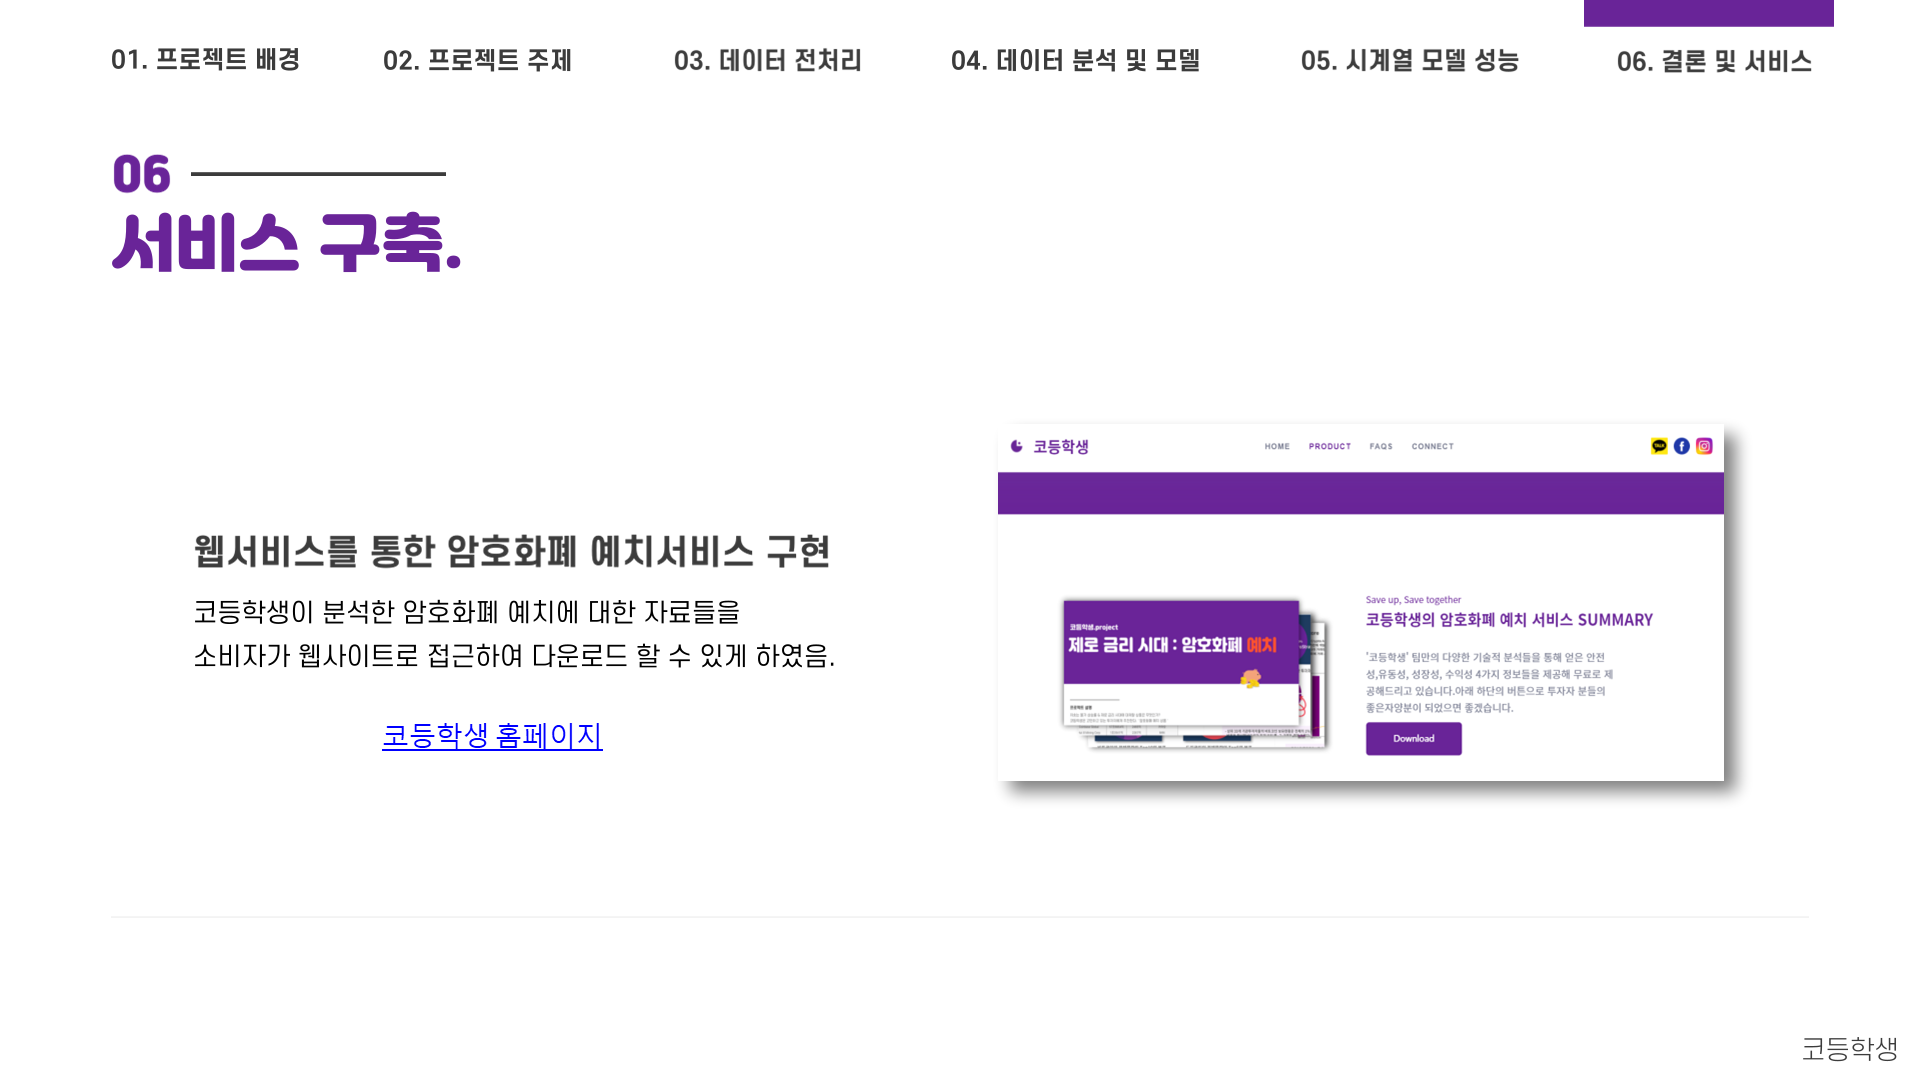 01. 프로젝트 배경
02. 프로젝트 주제
03. 데이터 전처리
04. 데이터 분석 및 모델
05. 시계열 모델 성능
06. 결론 및 서비스
06
서비스 구축.
웹서비스를 통한 암호화폐 예치서비스 구현
코등학생이 분석한 암호화폐 예치에 대한 자료들을
소비자가 웹사이트로 접근하여 다운로드 할 수 있게 하였음.
코등학생 홈페이지
코등학생
HOME
PRODUCT
FAQS
CONNECT
TALK
코등학생.project
제로 금리 시대 : 암호화폐 예치
프로젝트 설명
Save up, Save together
코등학생의 암호화폐 예치 서비스 SUMMARY
'코등학생' 팀만의 다양한 기술적 분석들을 통해 얻은 안전
성,유동성, 성장성, 수익성 4가지 정보들을 제공해 무료로 제
공해드리고 있습니다.아래 하단의 버튼으로 투자자 분들의
좋은자양분이 되었으면 좋겠습니다.
Download
코등학생